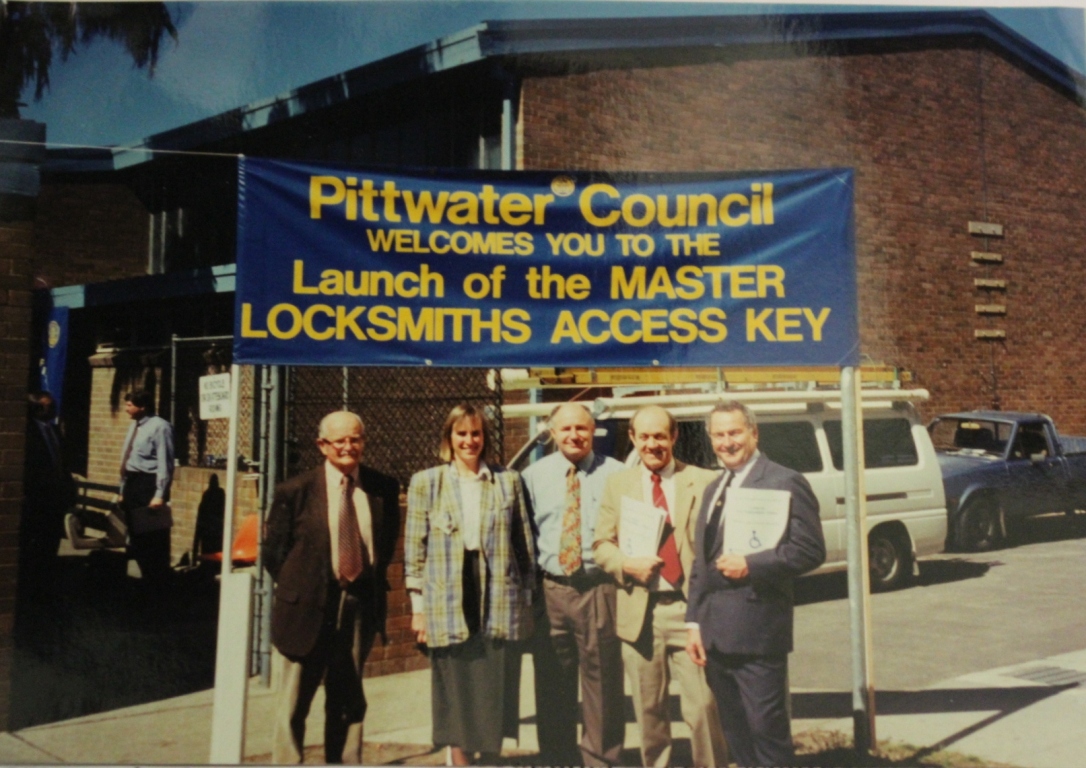 Pittwater Council
WELCOMES YOU TO THE
Launch of the MASTER
LOCKSMITHS ACCESS KEY